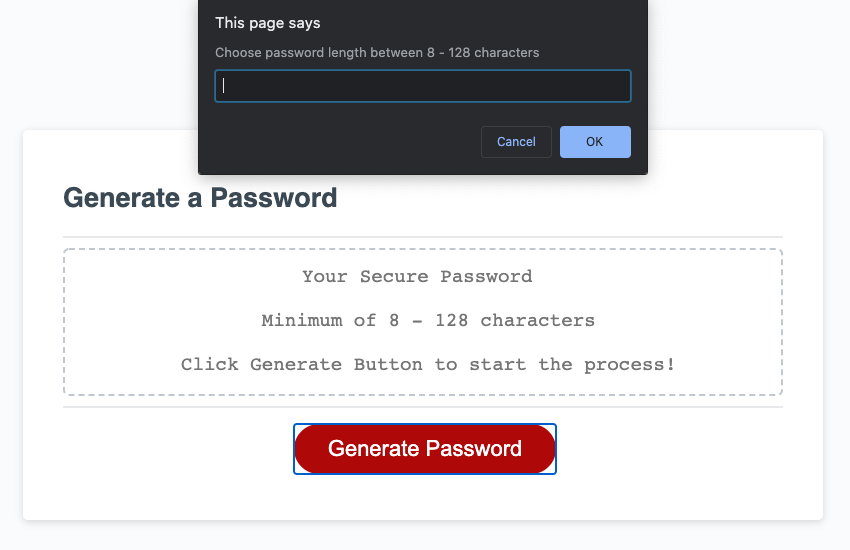 This page says
Choose password length between 8 - 128 characters
Cancel
OK
Generate a Password
Your Secure Password
Minimum of 8 - 128 characters
Click Generate Button to start the process!
Generate Password